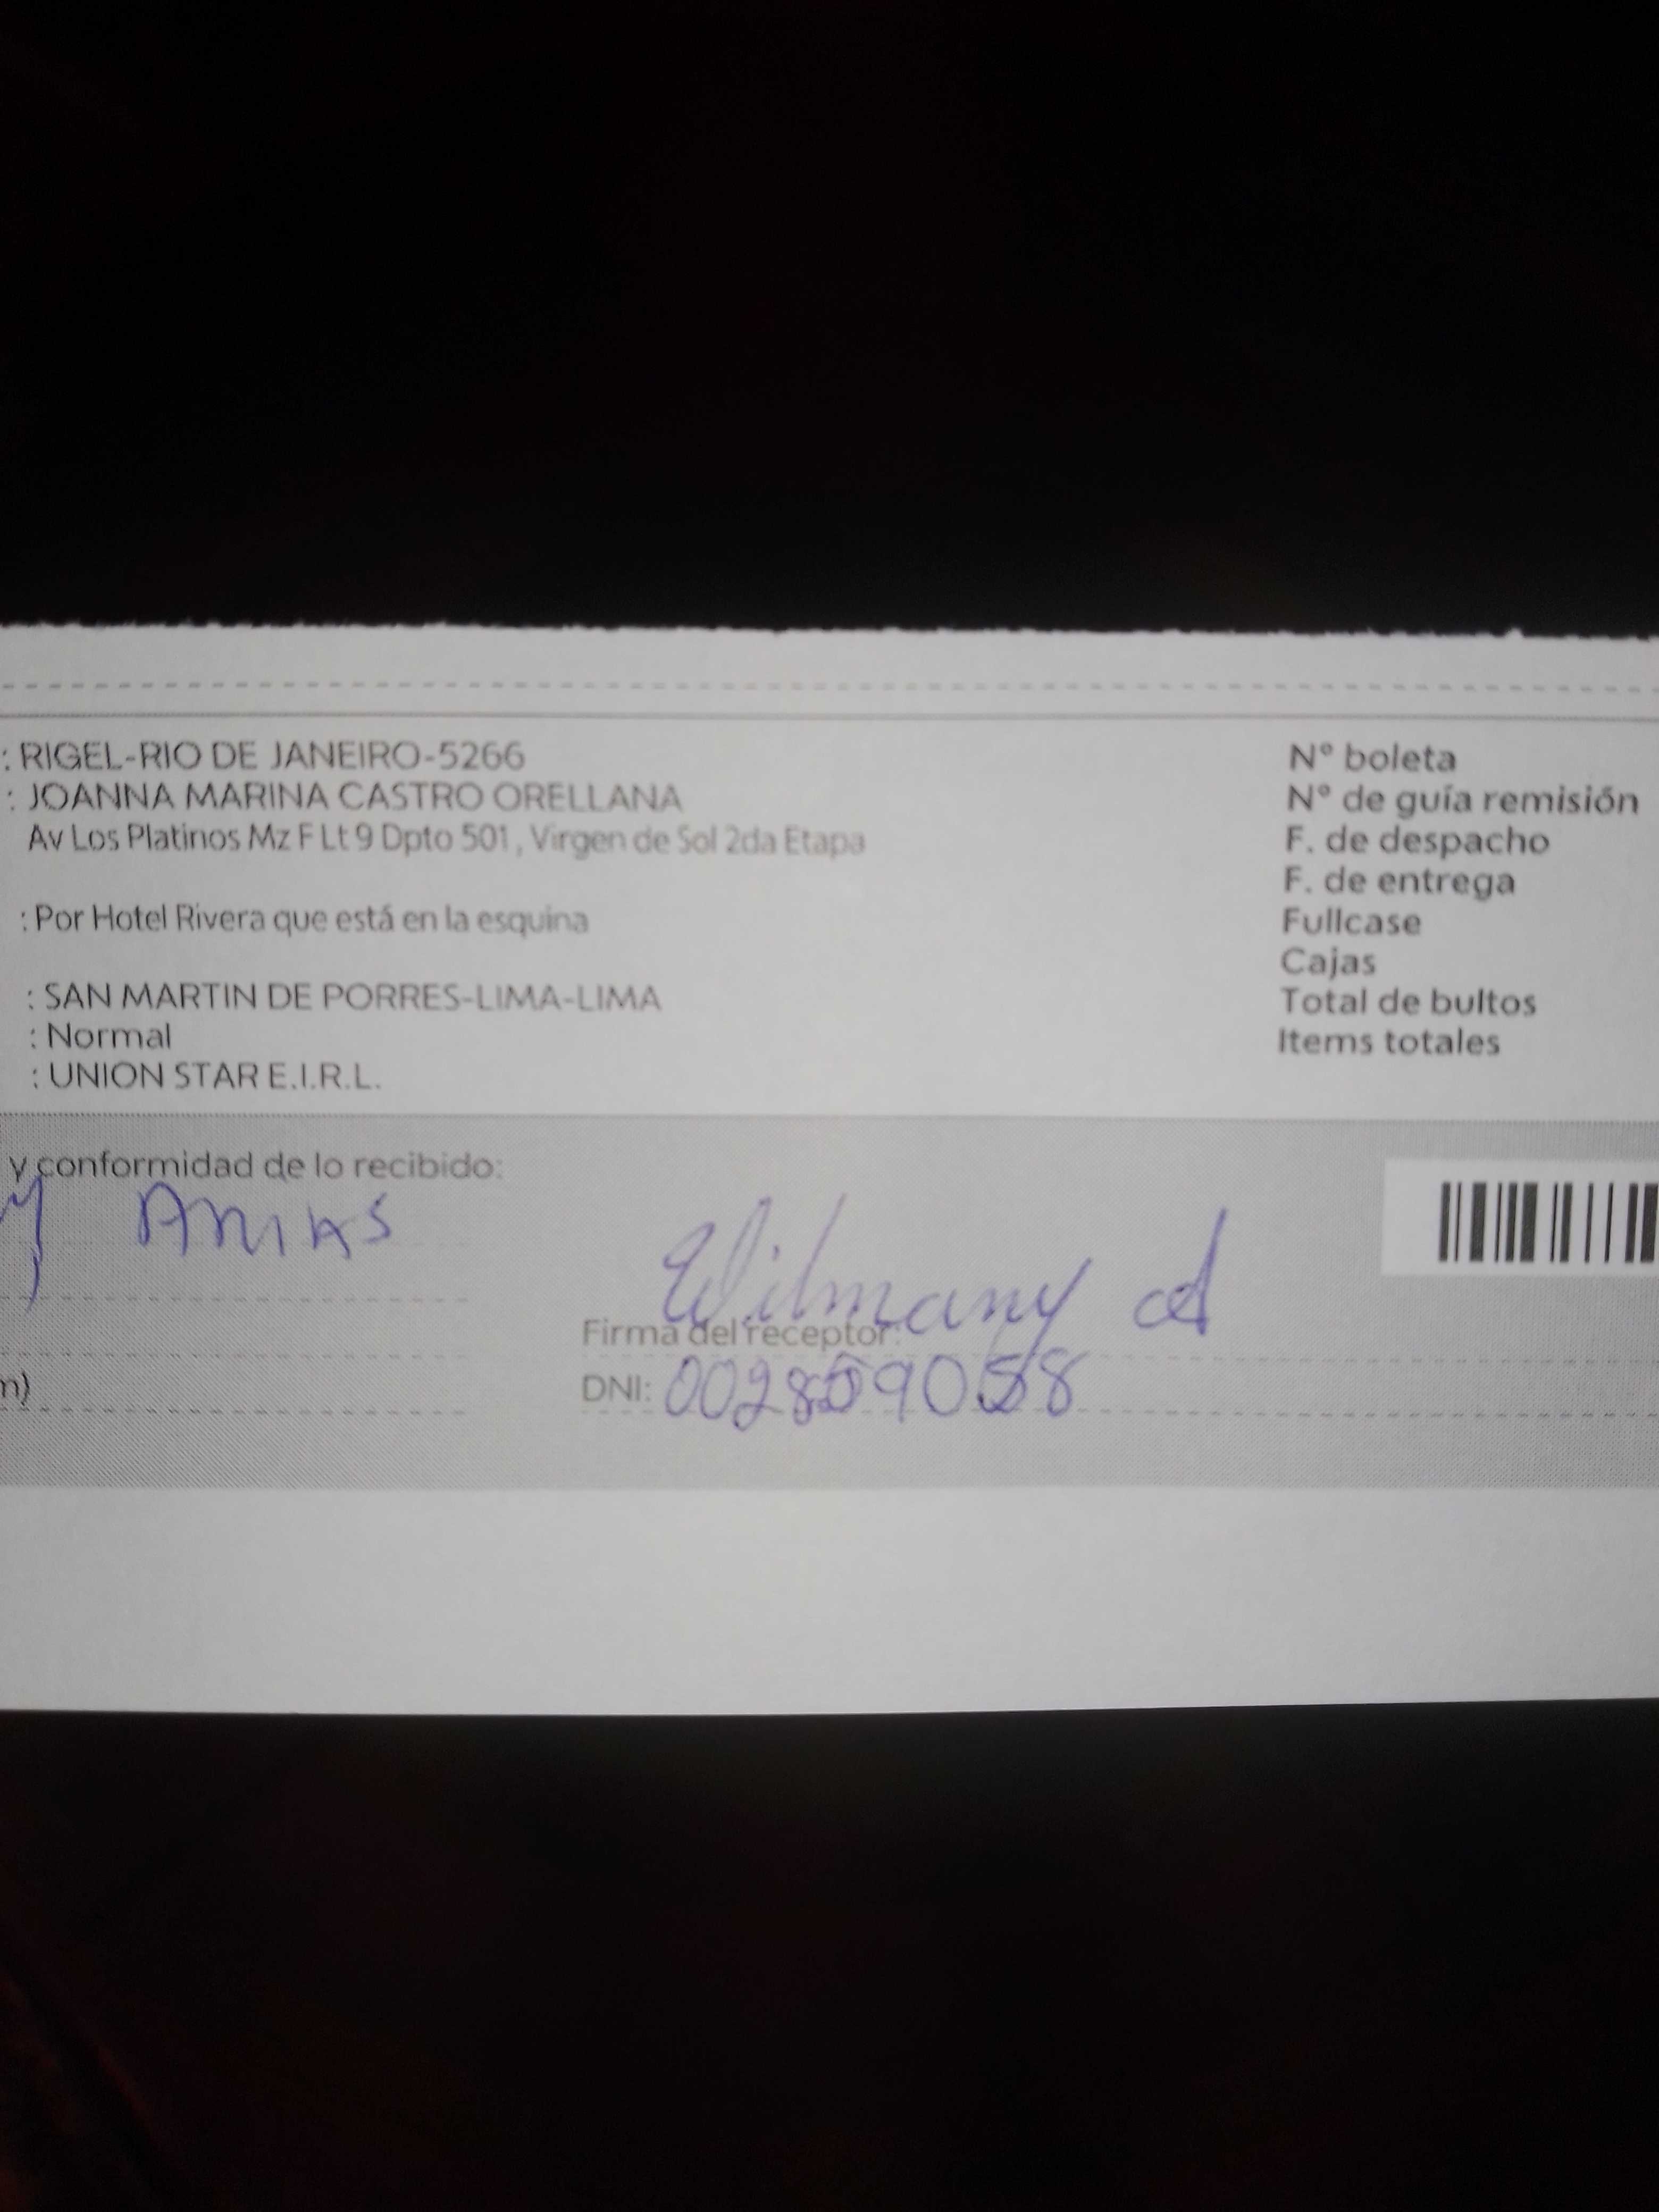 : RIGEL-RIO DE JANEIRO-5266
: JOANNA MARINA CASTRO ORELLANA
Av Los Platinos Mz F Lt 9 Dpto 501, Virgen de Sol 2da Etapa
: Por Hotel Rivera que está en la esquina
: SAN MARTIN DE PORRES-LIMA-LIMA
: Normal
: UNION STAR E.I.R.L.
N° boleta
N° de guía remisión
F. de despacho
F. de entrega
Fullcase
Cajas
Total de bultos
Items totales
y conformidad de lo recibido:
y ARIAS
Wilmany A
Firma del receptor:
DNI: